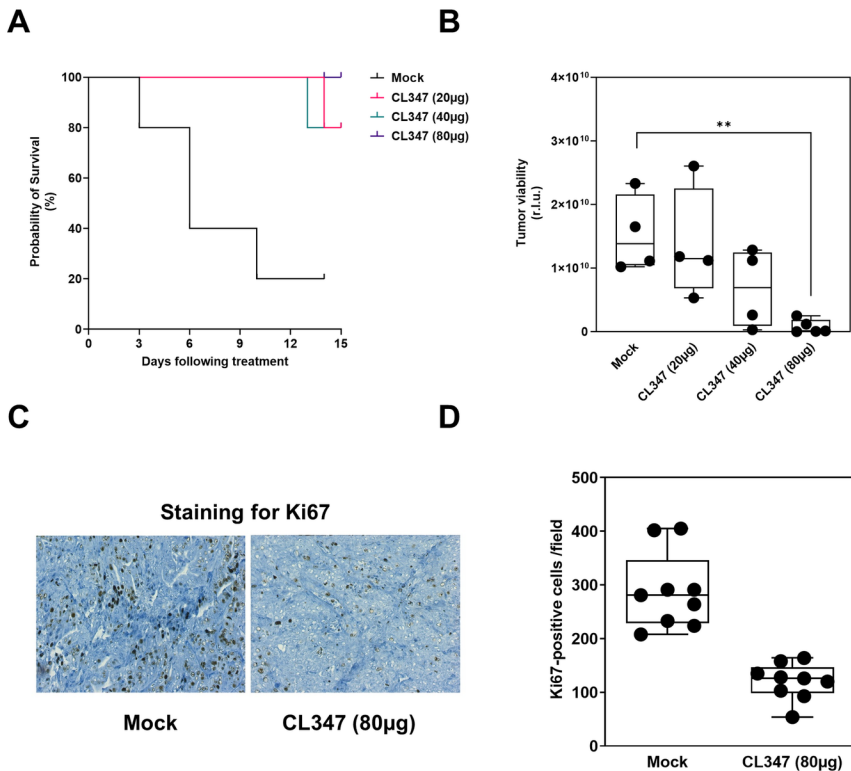 A
Probability of Survival
(%)
100
80
60
40
20
0
0 3 6 9 12 15
Days following treatment
Mock
CL347 (20µg)
CL347 (40µg)
CL347 (80µg)
B
Tumor viability
(r.l.u.)
4×10¹⁰
3×10¹⁰
2×10¹⁰
1×10¹⁰
0
**
Mock
CL347 (20µg)
CL347 (40µg)
CL347 (80µg)
C
Staining for Ki67
Mock CL347 (80µg)
D
Ki67-positive cells /field
500
400
300
200
100
0
Mock CL347 (80µg)